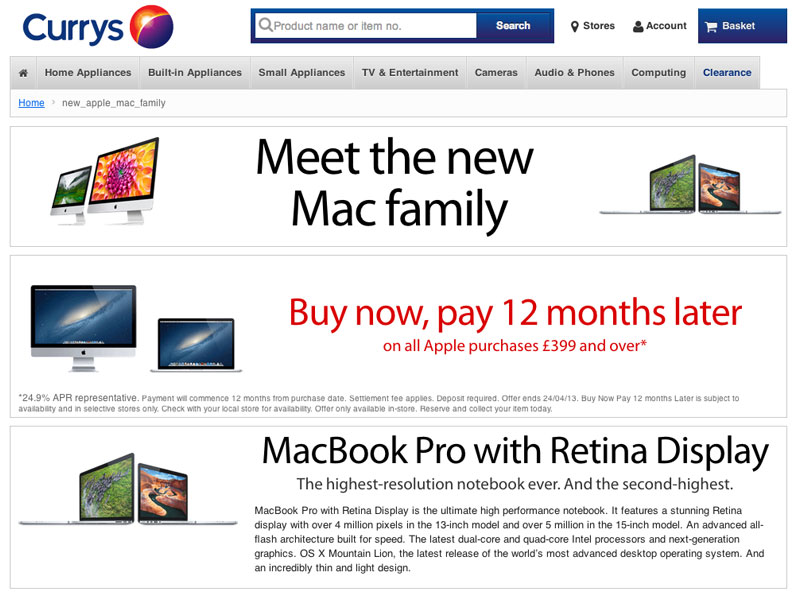 Currys
Product name or item no.
Search
Stores
Account
Basket
Home Appliances
Built-in Appliances
Small Appliances
TV & Entertainment
Cameras
Audio & Phones
Computing
Clearance
Home › new_apple_mac_family
Meet the new
Mac family
Buy now, pay 12 months later
on all Apple purchases £399 and over*
*24.9% APR representative. Payment will commence 12 months from purchase date. Settlement fee applies. Deposit required. Offer ends 24/04/13. Buy Now Pay 12 months Later is subject to
availability and in selective stores only. Check with your local store for availability. Offer only available in-store. Reserve and collect your item today.
MacBook Pro with Retina Display
The highest-resolution notebook ever. And the second-highest.
MacBook Pro with Retina Display is the ultimate high performance notebook. It features a stunning Retina
display with over 4 million pixels in the 13-inch model and over 5 million in the 15-inch model. An advanced all-
flash architecture built for speed. The latest dual-core and quad-core Intel processors and next-generation
graphics. OS X Mountain Lion, the latest release of the world's most advanced desktop operating system. And
an incredibly thin and light design.